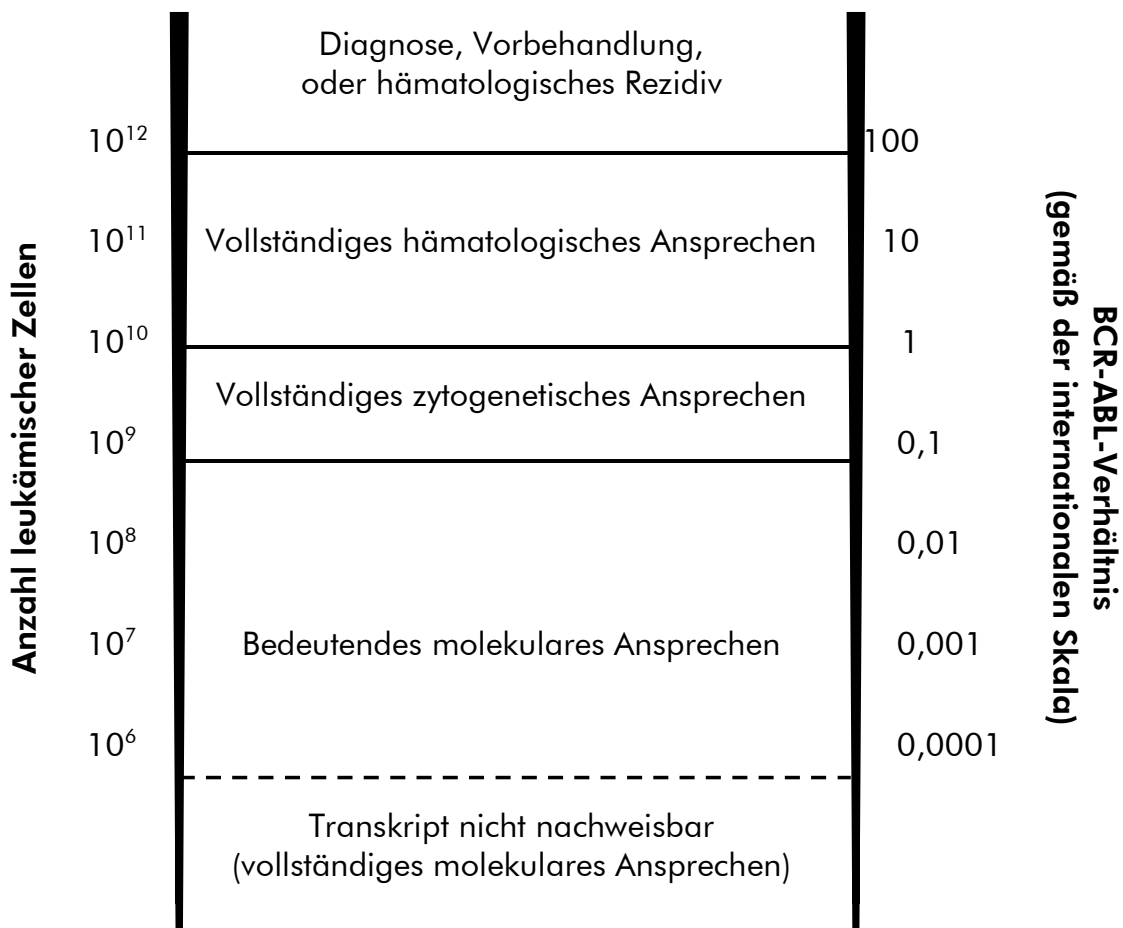 Diagnose, Vorbehandlung,
oder hämatologisches Rezidiv
10¹² 100
10¹¹ Vollständiges hämatologisches Ansprechen 10
10¹⁰ 1
Vollständiges zytogenetisches Ansprechen
10⁹ 0,1
10⁸ 0,01
10⁷ Bedeutendes molekulares Ansprechen 0,001
10⁶ 0,0001
Transkript nicht nachweisbar
(vollständiges molekulares Ansprechen)
Anzahl leukämischer Zellen
BCR-ABL-Verhältnis
(gemäß der internationalen Skala)